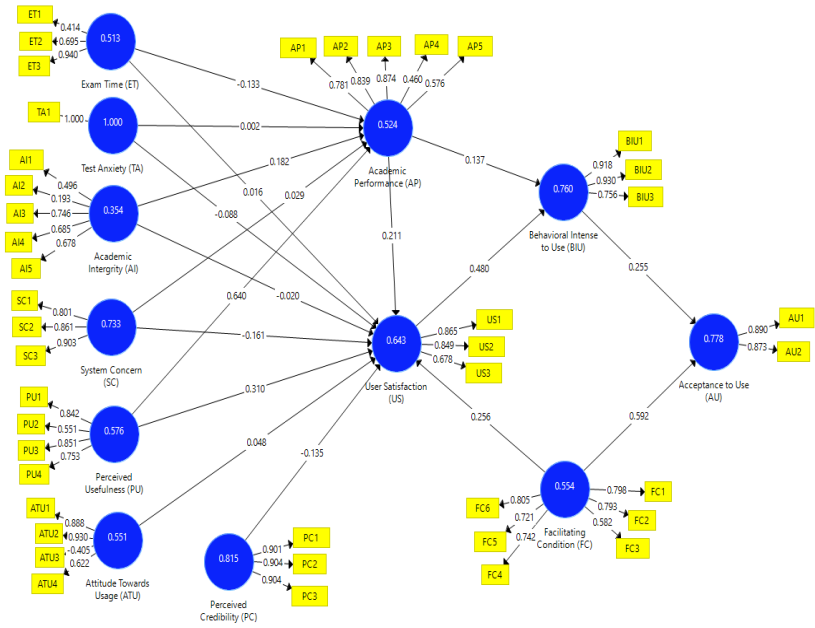 ET1
0.414
ET2
0.695
ET3
0.940
0.513
Exam Time (ET)
TA1
1.000
1.000
Test Anxiety (TA)
AI1
0.496
AI2
0.193
AI3
0.746
AI4
0.685
AI5
0.678
0.354
Academic
Intergrity (AI)
SC1
0.801
SC2
0.861
SC3
0.903
0.733
System Concern
(SC)
PU1
0.842
PU2
0.551
PU3
0.851
PU4
0.753
0.576
Perceived
Usefulness (PU)
ATU1
0.888
ATU2
0.930
ATU3
-0.405
ATU4
0.622
0.551
Attitude Towards
Usage (ATU)
-0.133
0.002
0.182
0.016
0.029
-0.088
0.640
-0.020
-0.161
0.310
0.048
-0.135
AP1
AP2
AP3
AP4
AP5
0.781
0.839
0.874
0.460
0.576
0.524
Academic
Performance (AP)
0.137
0.211
0.480
0.643
User Satisfaction
(US)
US1
0.865
US2
0.849
US3
0.678
0.256
0.815
Perceived
Credibility (PC)
PC1
0.901
PC2
0.904
PC3
0.904
BIU1
0.918
BIU2
0.930
BIU3
0.756
0.760
Behavioral Intense
to Use (BIU)
0.255
0.592
0.778
Acceptance to Use
(AU)
AU1
0.890
AU2
0.873
0.554
Facilitating
Condition (FC)
FC6
0.805
FC5
0.721
FC4
0.742
FC1
0.798
FC2
0.793
FC3
0.582